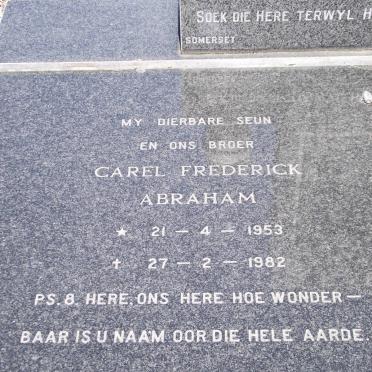 SOEK DIE HERE TERWYL H
SOMERSET
MY DIERBARE SEUN
EN ONS BROER
CAREL FREDERICK
ABRAHAM
★ 21 – 4 – 1953
✝ 27 – 2 – 1982
PS. 8. HERE, ONS HERE HOE WONDER –
BAAR IS U NAAM OOR DIE HELE AARDE.